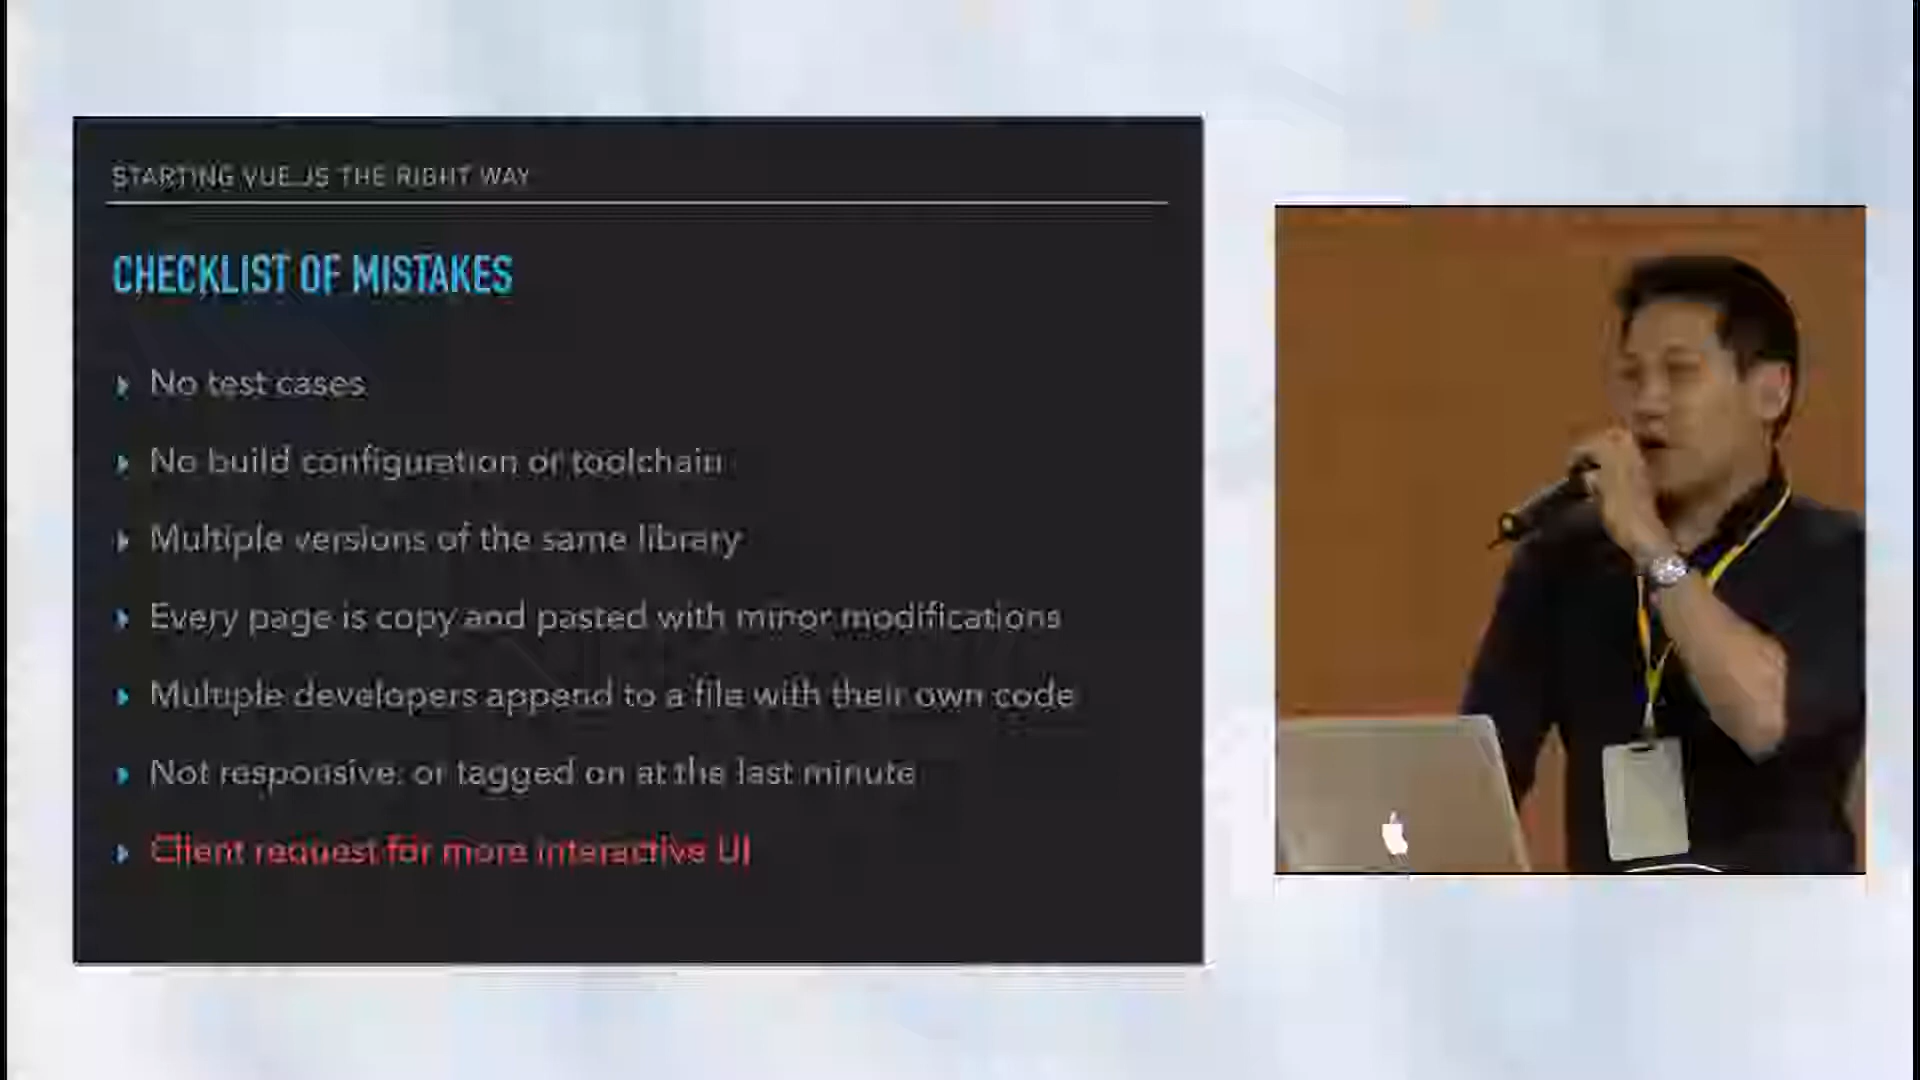 STARTING VUE.JS THE RIGHT WAY
CHECKLIST OF MISTAKES
No test cases
No build configuration or toolchain
Multiple versions of the same library
Every page is copy and pasted with minor modifications
Multiple developers append to a file with their own code
Not responsive. or tagged on at the last minute
Client request for more interactive UI